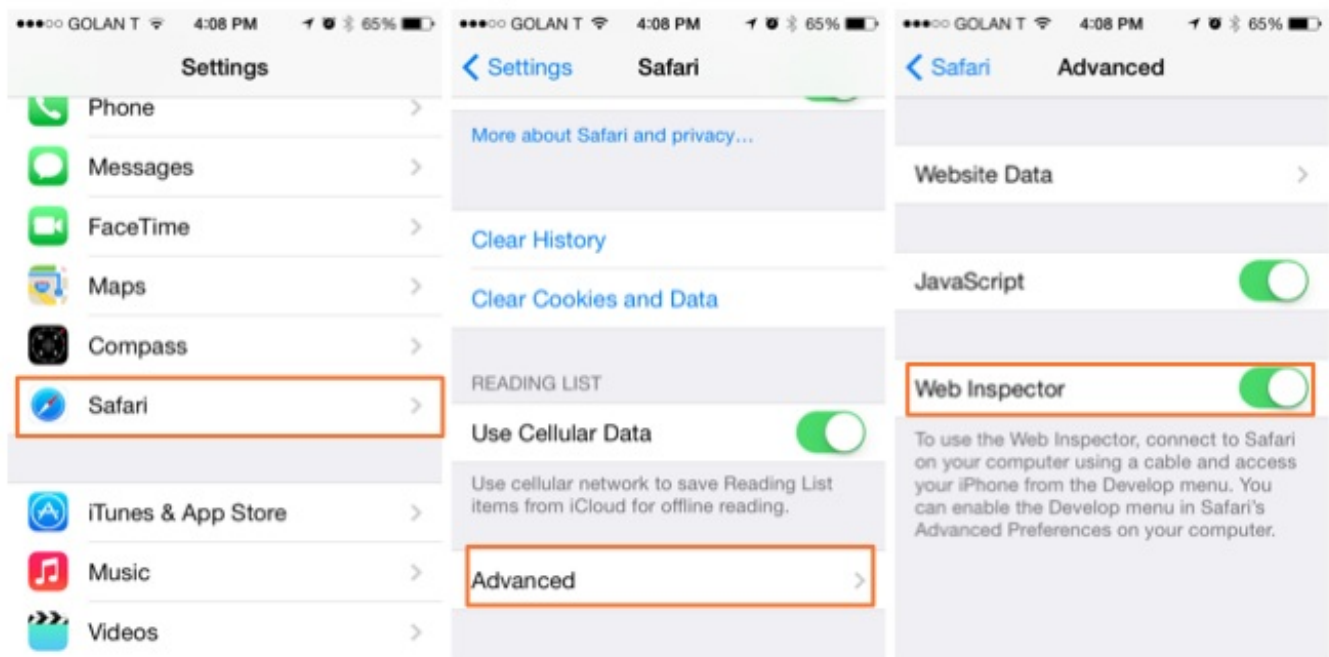 GOLAN T 4:08 PM 65%
Settings
Phone
Messages
FaceTime
Maps
Compass
Safari
iTunes & App Store
Music
Videos
GOLAN T 4:08 PM 65%
Settings Safari
More about Safari and privacy...
Clear History
Clear Cookies and Data
READING LIST
Use Cellular Data
Use cellular network to save Reading List
items from iCloud for offline reading.
Advanced
GOLAN T 4:08 PM 65%
Safari Advanced
Website Data
JavaScript
Web Inspector
To use the Web Inspector, connect to Safari
on your computer using a cable and access
your iPhone from the Develop menu. You
can enable the Develop menu in Safari's
Advanced Preferences on your computer.